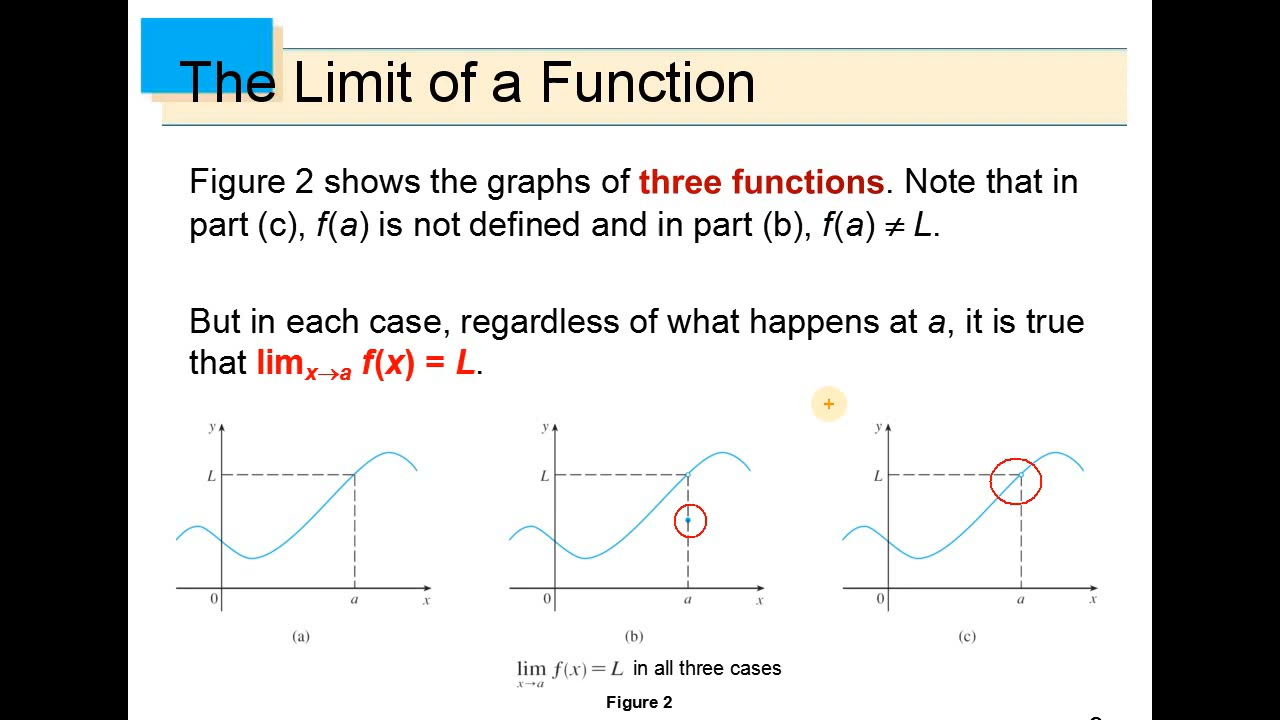 The Limit of a Function
Figure 2 shows the graphs of three functions. Note that in
part (c), f(a) is not defined and in part (b), f(a) ≠ L.
But in each case, regardless of what happens at a, it is true
that lim x→a f(x) = L.
y
L
0
a
x
(a)
y
L
0
a
x
(b)
y
L
0
a
x
(c)
lim f(x) = L in all three cases
x→a
Figure 2